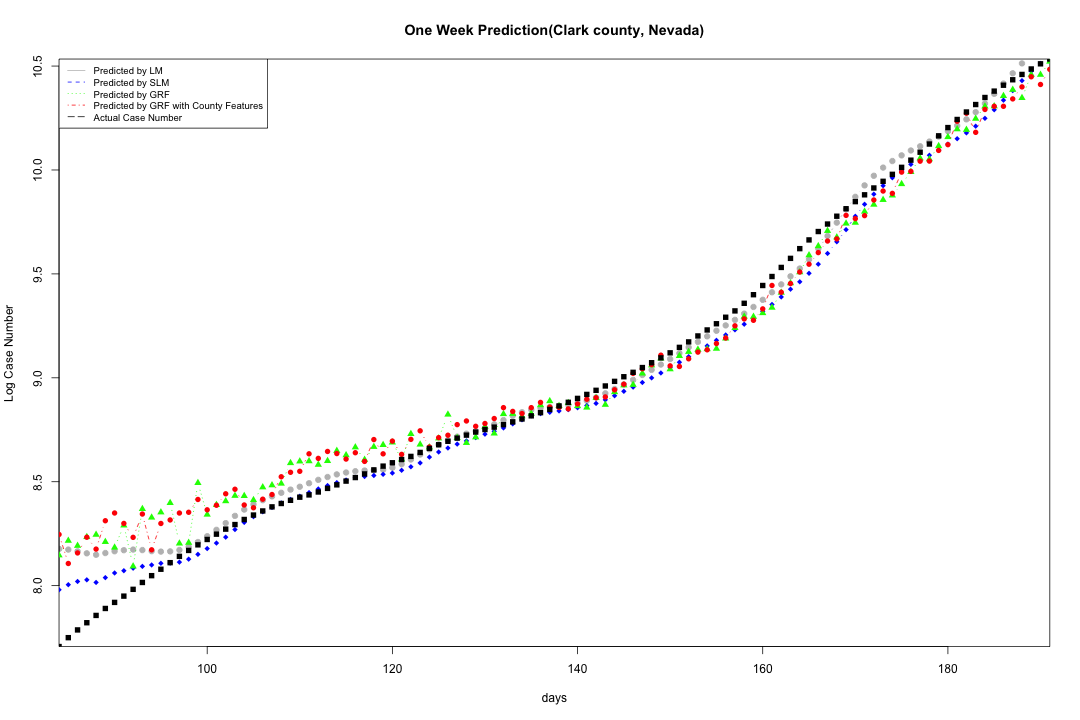 One Week Prediction(Clark county, Nevada)
Predicted by LM
Predicted by SLM
Predicted by GRF
Predicted by GRF with County Features
Actual Case Number
10.5
10.0
9.5
9.0
8.5
8.0
Log Case Number
100
120
140
160
180
days